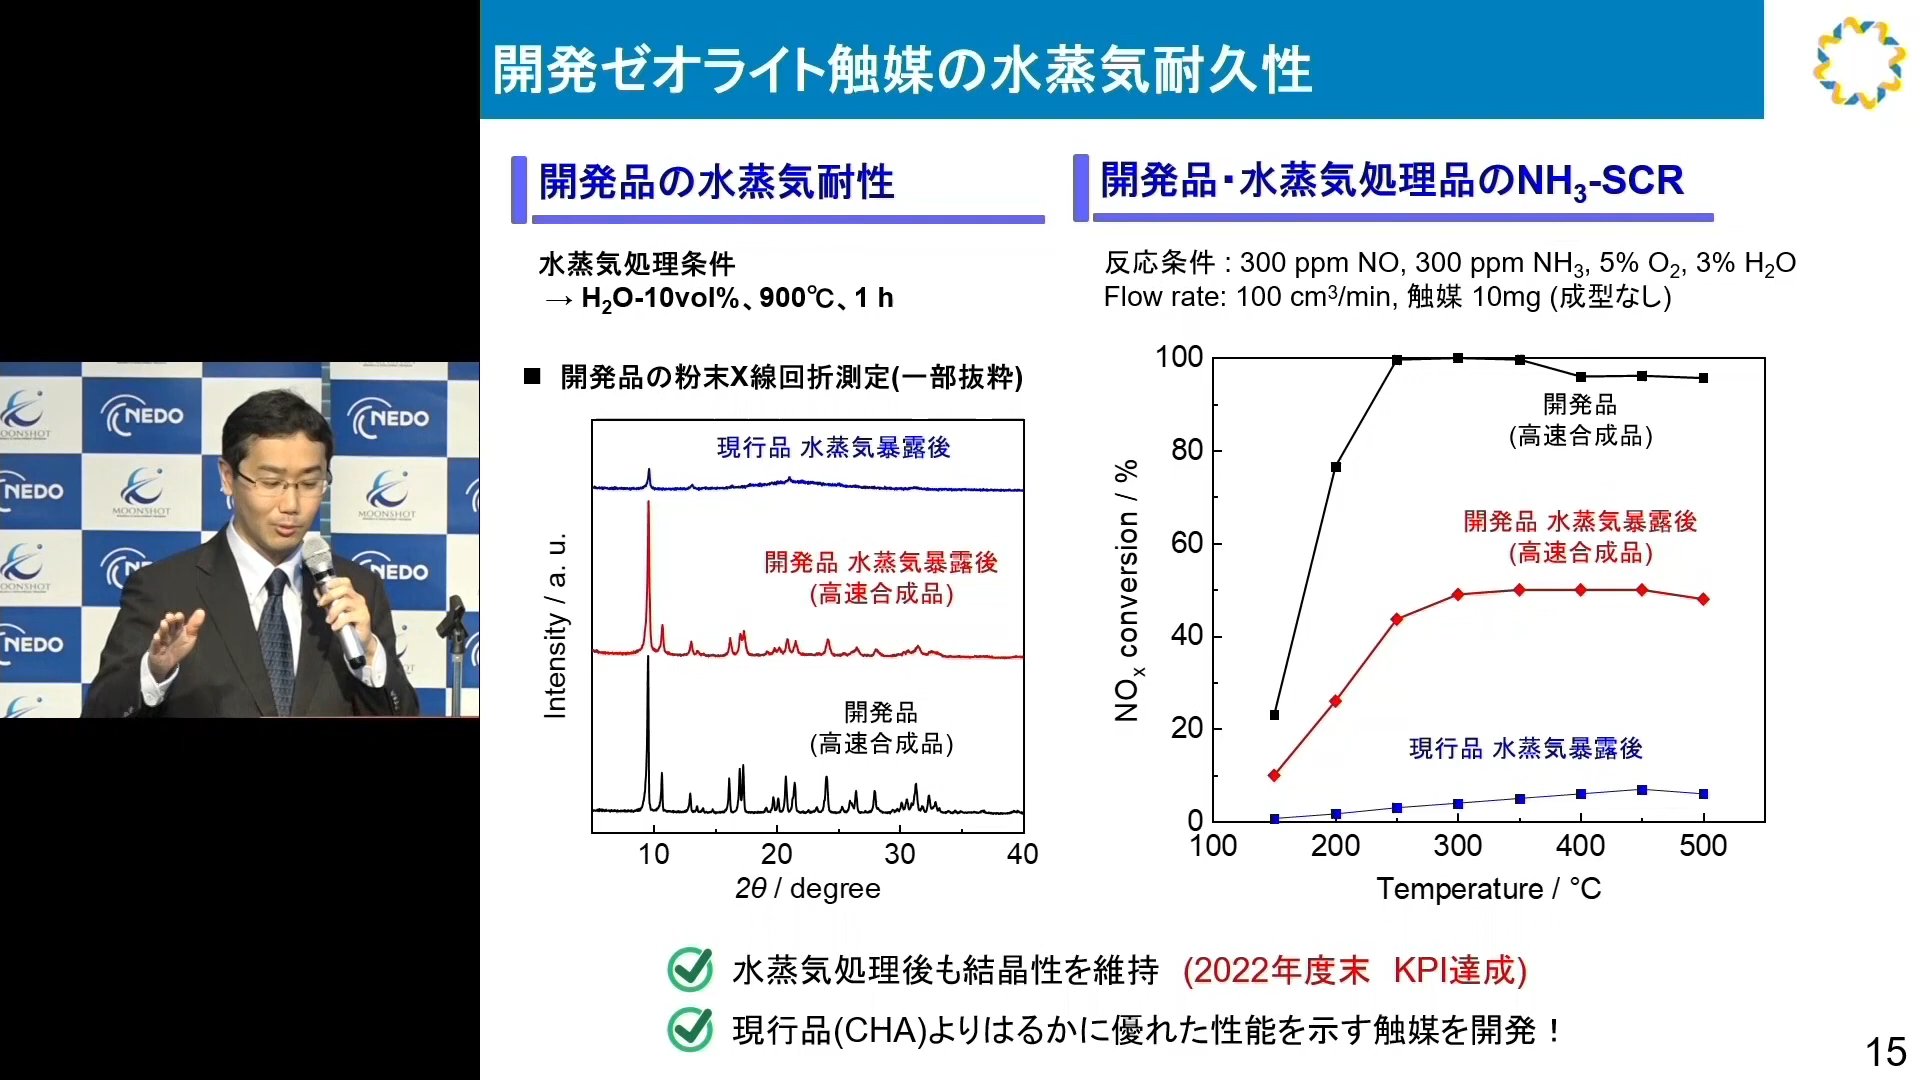 開発ゼオライト触媒の水蒸気耐久性
開発品の水蒸気耐性
水蒸気処理条件
→ H₂O-10vol%、900℃、1 h
■ 開発品の粉末X線回折測定(一部抜粋)
現行品 水蒸気暴露後
開発品 水蒸気暴露後
(高速合成品)
開発品
(高速合成品)
Intensity / a. u.
10 20 30 40
2θ / degree
開発品・水蒸気処理品のNH₃-SCR
反応条件 : 300 ppm NO, 300 ppm NH₃, 5% O₂, 3% H₂O
Flow rate: 100 cm³/min, 触媒 10mg (成型なし)
100
80
60
40
20
0
NOₓ conversion / %
開発品
(高速合成品)
開発品 水蒸気暴露後
(高速合成品)
現行品 水蒸気暴露後
100 200 300 400 500
Temperature / °C
水蒸気処理後も結晶性を維持 (2022年度末 KPI達成)
現行品(CHA)よりはるかに優れた性能を示す触媒を開発！
15
OONSHOT
NEDO
NEDO
NEDO
MOONSHOT
MOONSHOT
OONSHOT
NEDO
NEDO